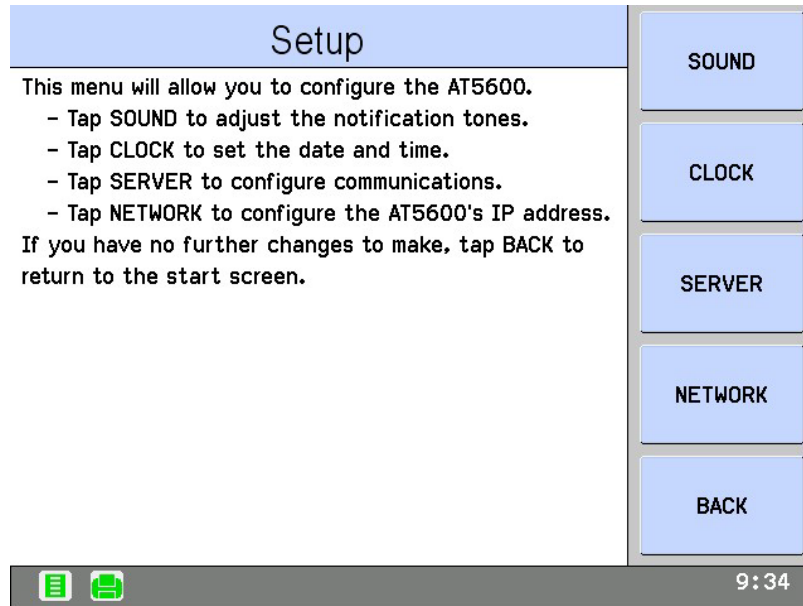 Setup
This menu will allow you to configure the AT5600.
- Tap SOUND to adjust the notification tones.
- Tap CLOCK to set the date and time.
- Tap SERVER to configure communications.
- Tap NETWORK to configure the AT5600's IP address.
If you have no further changes to make, tap BACK to
return to the start screen.
SOUND
CLOCK
SERVER
NETWORK
BACK
9:34